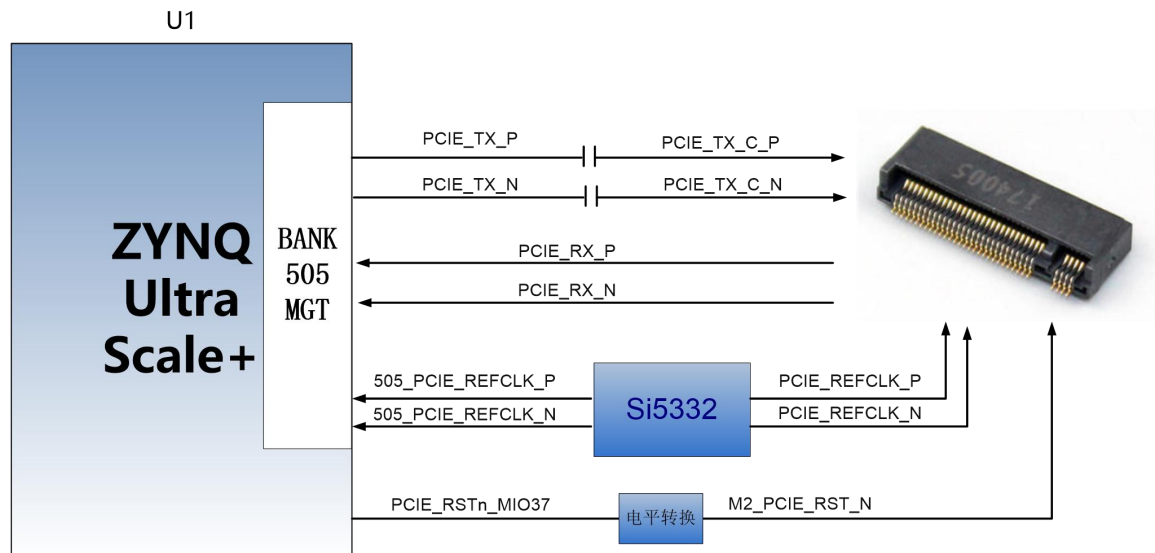 U1
PCIE_TX_P
PCIE_TX_C_P
PCIE_TX_N
PCIE_TX_C_N
ZYNQ
Ultra
Scale+
BANK
505
MGT
PCIE_RX_P
PCIE_RX_N
174005
505_PCIE_REFCLK_P
505_PCIE_REFCLK_N
Si5332
PCIE_REFCLK_P
PCIE_REFCLK_N
PCIE_RSTn_MIO37
电平转换
M2_PCIE_RST_N